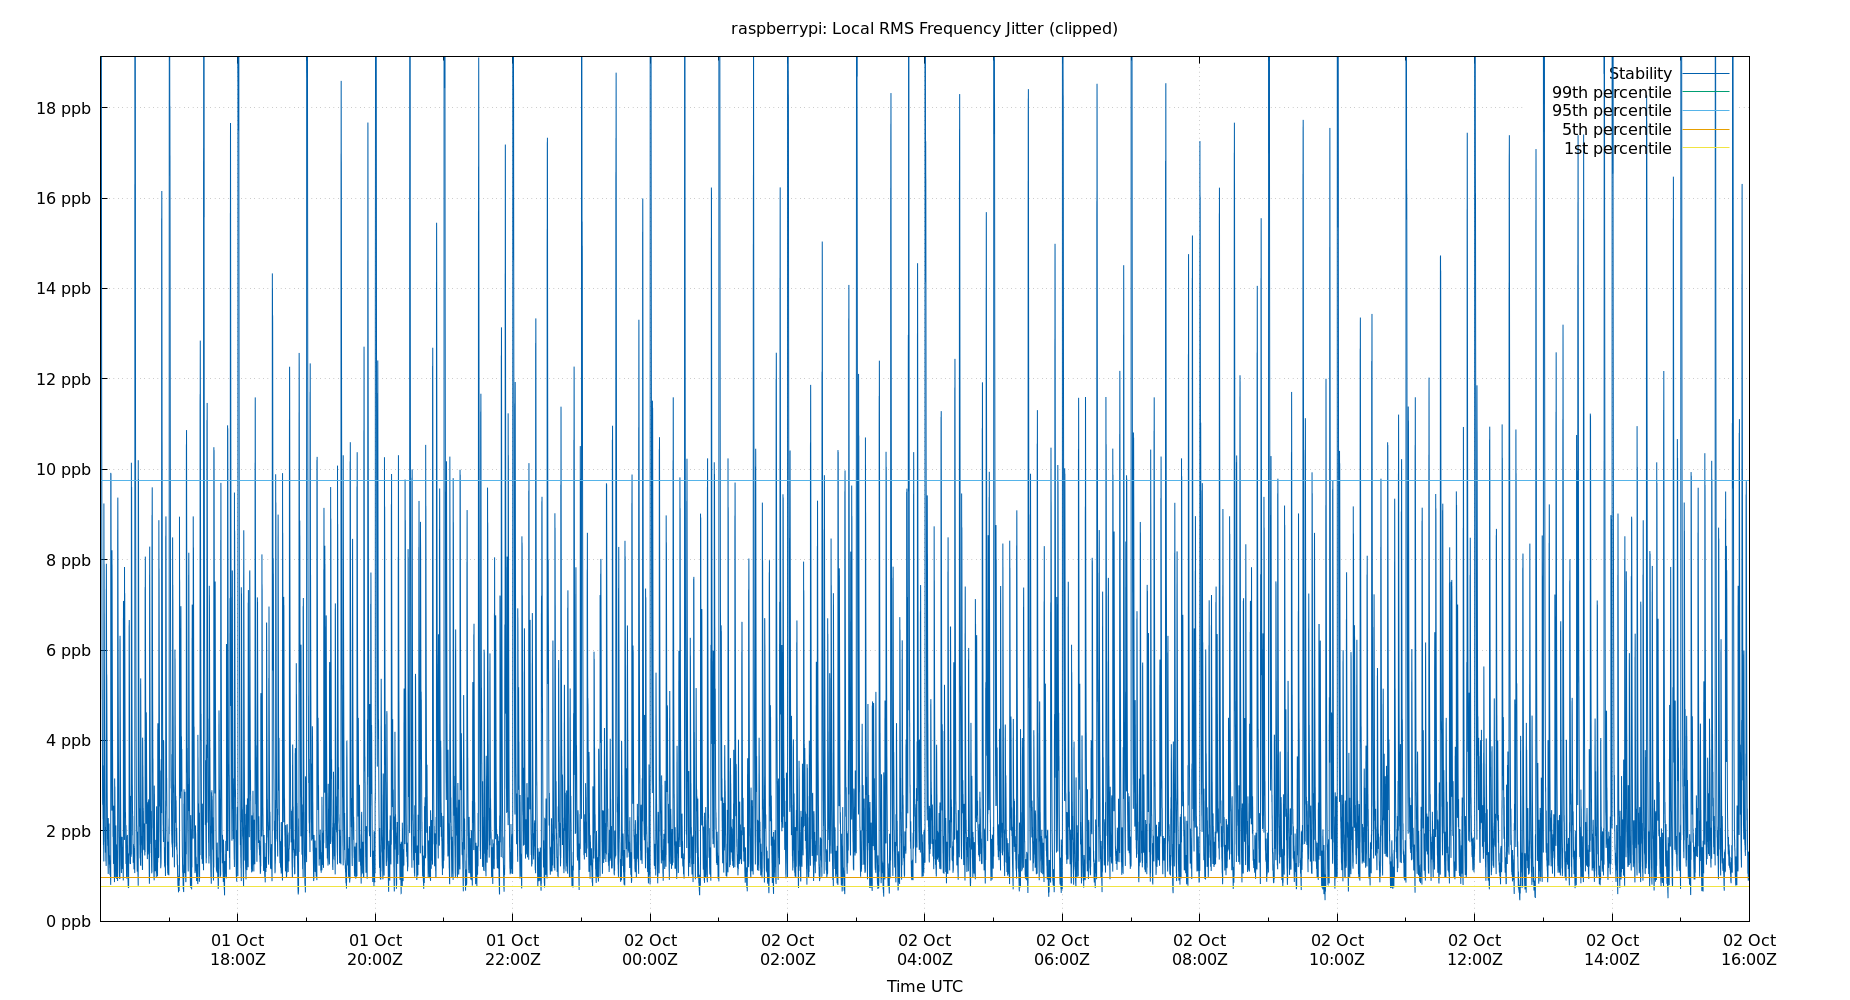 raspberrypi: Local RMS Frequency Jitter (clipped)
Stability
99th percentile
95th percentile
5th percentile
1st percentile
18 ppb
16 ppb
14 ppb
12 ppb
10 ppb
8 ppb
6 ppb
4 ppb
2 ppb
0 ppb
01 Oct 01 Oct 01 Oct 02 Oct 02 Oct 02 Oct 02 Oct 02 Oct 02 Oct 02 Oct 02 Oct 02 Oct
18:00Z 20:00Z 22:00Z 00:00Z 02:00Z 04:00Z 06:00Z 08:00Z 10:00Z 12:00Z 14:00Z 16:00Z
Time UTC